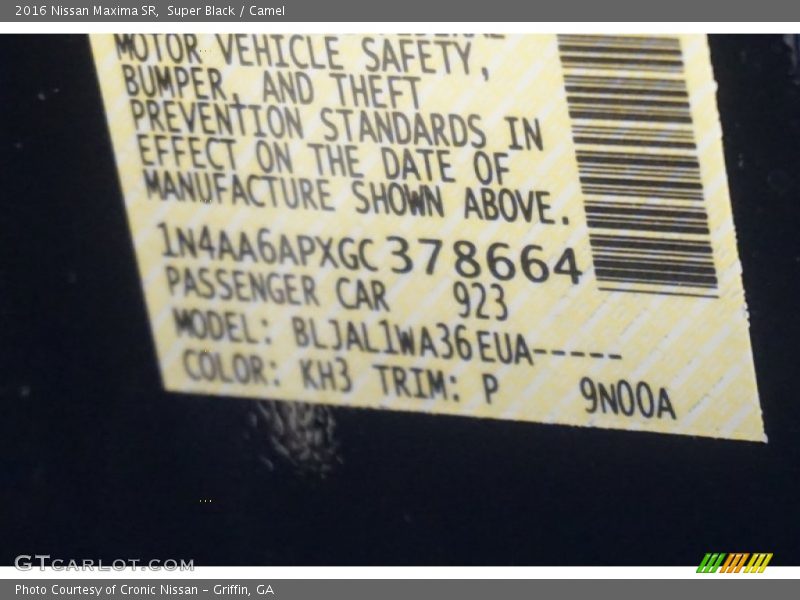 2016 Nissan Maxima SR, Super Black / Camel
MOTOR VEHICLE SAFETY,
BUMPER, AND THEFT
PREVENTION STANDARDS IN
EFFECT ON THE DATE OF
MANUFACTURE SHOWN ABOVE.
1N4AA6APXGC378664
PASSENGER CAR 923
MODEL: BLJAL1WA36EUA-----
COLOR: KH3 TRIM: P 9N00A
GTCARLOT.COM
Photo Courtesy of Cronic Nissan - Griffin, GA